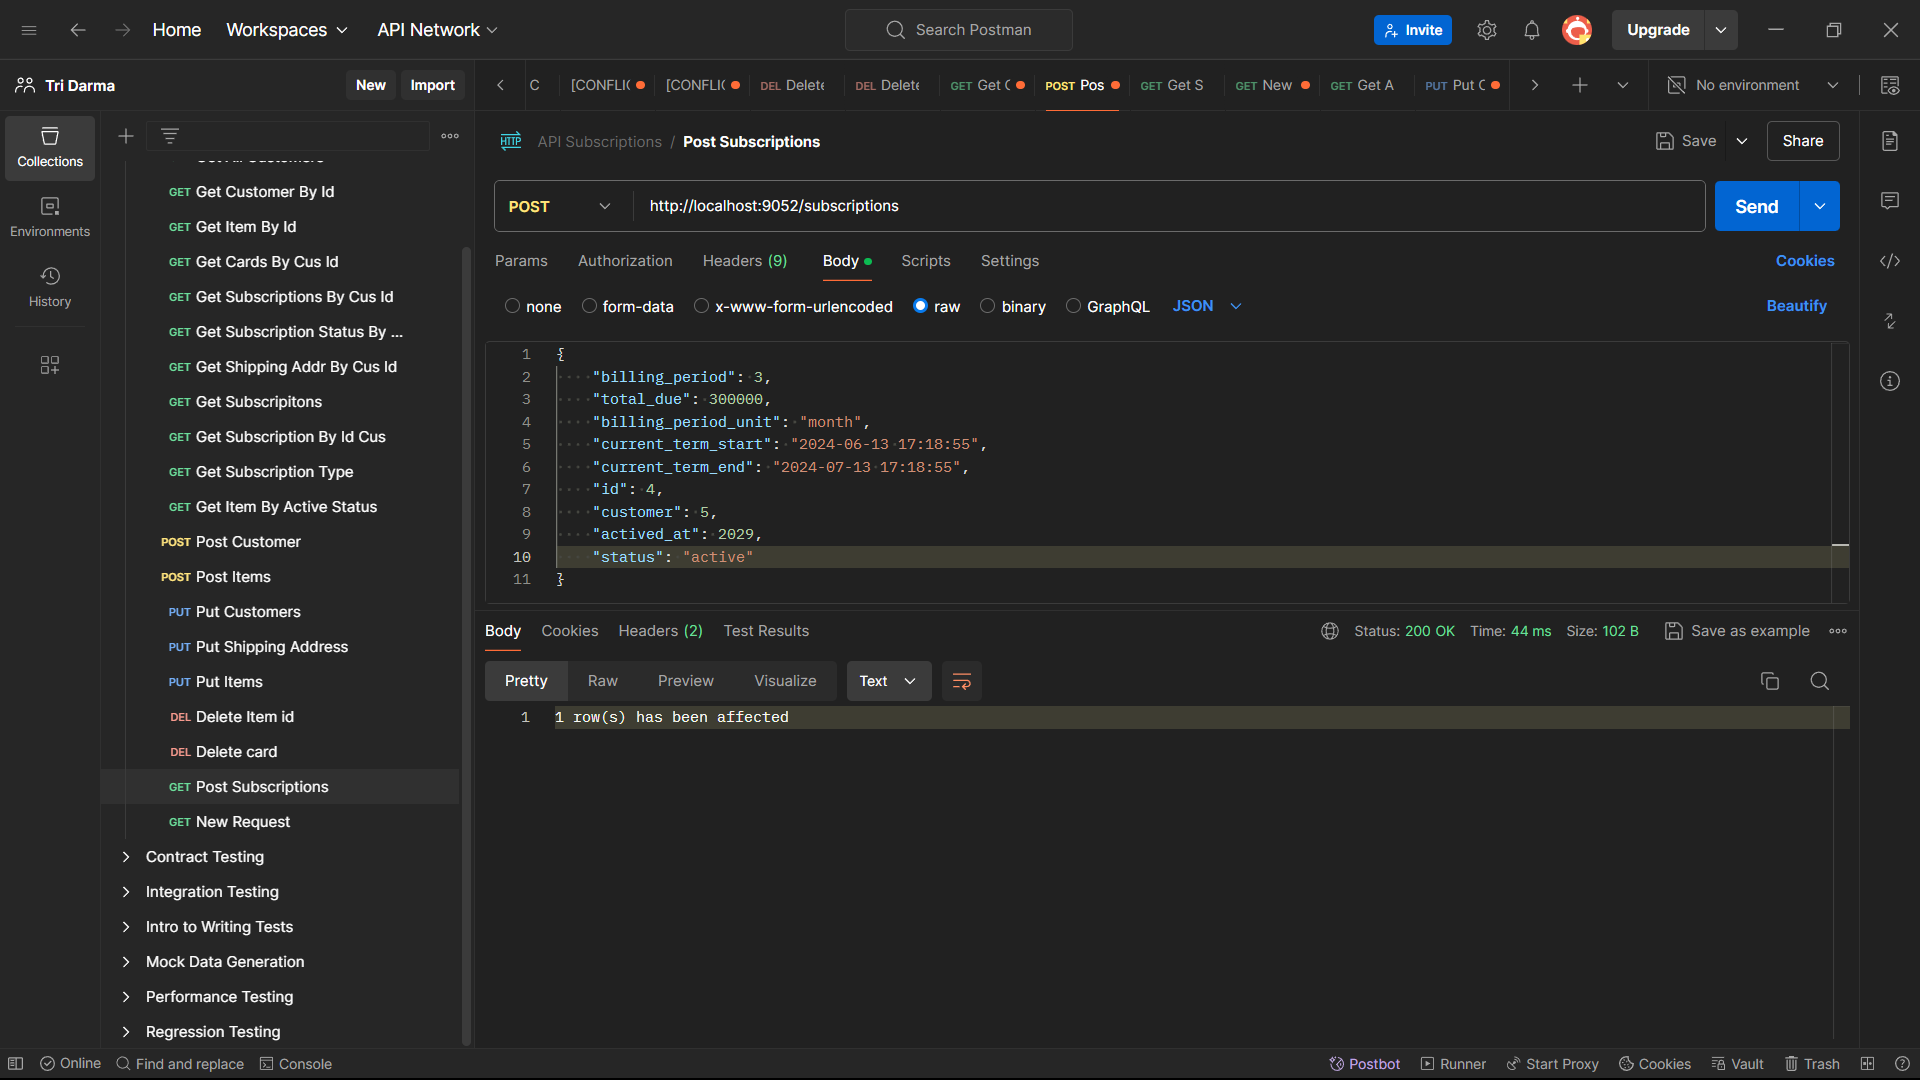 Home
Workspaces
API Network
Search Postman
Invite
Upgrade
Tri Darma
New
Import
C
[CONFLIC
[CONFLIC
DEL Delete
DEL Delete
GET Get C
POST Pos
GET Get S
GET New
GET Get A
PUT Put C
No environment
Collections
Environments
History
GET Get Customer By Id
GET Get Item By Id
GET Get Cards By Cus Id
GET Get Subscriptions By Cus Id
GET Get Subscription Status By ...
GET Get Shipping Addr By Cus Id
GET Get Subscripitons
GET Get Subscription By Id Cus
GET Get Subscription Type
GET Get Item By Active Status
POST Post Customer
POST Post Items
PUT Put Customers
PUT Put Shipping Address
PUT Put Items
DEL Delete Item id
DEL Delete card
GET Post Subscriptions
GET New Request
Contract Testing
Integration Testing
Intro to Writing Tests
Mock Data Generation
Performance Testing
Regression Testing
HTTP API Subscriptions / Post Subscriptions
Save
Share
POST
http://localhost:9052/subscriptions
Send
Params
Authorization
Headers (9)
Body
Scripts
Settings
Cookies
none
form-data
x-www-form-urlencoded
raw
binary
GraphQL
JSON
Beautify
1 {
2 "billing_period": 3,
3 "total_due": 300000,
4 "billing_period_unit": "month",
5 "current_term_start": "2024-06-13 17:18:55",
6 "current_term_end": "2024-07-13 17:18:55",
7 "id": 4,
8 "customer": 5,
9 "actived_at": 2029,
10 "status": "active"
11 }
Body
Cookies
Headers (2)
Test Results
Status: 200 OK
Time: 44 ms
Size: 102 B
Save as example
Pretty
Raw
Preview
Visualize
Text
1 1 row(s) has been affected
Online
Find and replace
Console
Postbot
Runner
Start Proxy
Cookies
Vault
Trash